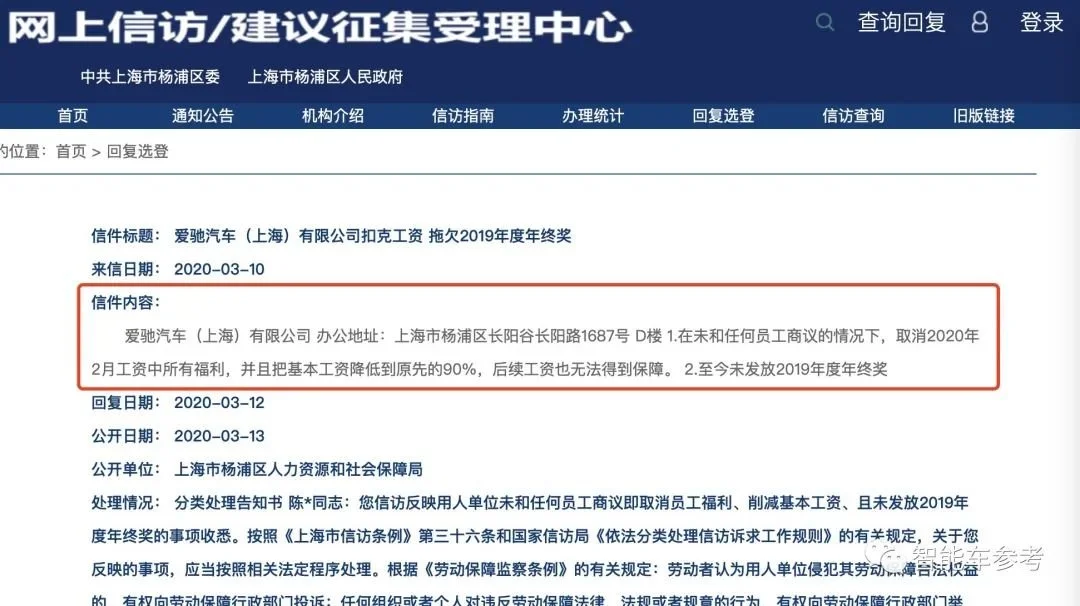 网上信访/建议征集受理中心
查询回复 登录
中共上海市杨浦区委 上海市杨浦区人民政府
首页 通知公告 机构介绍 信访指南 办理统计 回复选登 信访查询 旧版链接
的位置：首页 > 回复选登
信件标题： 爱驰汽车（上海）有限公司扣克工资 拖欠2019年度年终奖
来信日期： 2020-03-10
信件内容：
爱驰汽车（上海）有限公司 办公地址：上海市杨浦区长阳谷长阳路1687号 D楼 1.在未和任何员工商议的情况下，取消2020年
2月工资中所有福利，并且把基本工资降低到原先的90%，后续工资也无法得到保障。 2.至今未发放2019年度年终奖
回复日期： 2020-03-12
公开日期： 2020-03-13
公开单位： 上海市杨浦区人力资源和社会保障局
处理情况： 分类处理告知书 陈*同志：您信访反映用人单位未和任何员工商议即取消员工福利、削减基本工资、且未发放2019年
度年终奖的事项收悉。按照《上海市信访条例》第三十六条和国家信访局《依法分类处理信访诉求工作规则》的有关规定，关于您
反映的事项，应当按照相关法定程序处理。根据《劳动保障监察条例》的有关规定：劳动者认为用人单位侵犯其劳动保障合法权益
的，有权向劳动保障行政部门投诉；任何组织或者个人对违反劳动保障法律、法规或者规章的行为，有权向劳动保障行政部门举
智能车参考